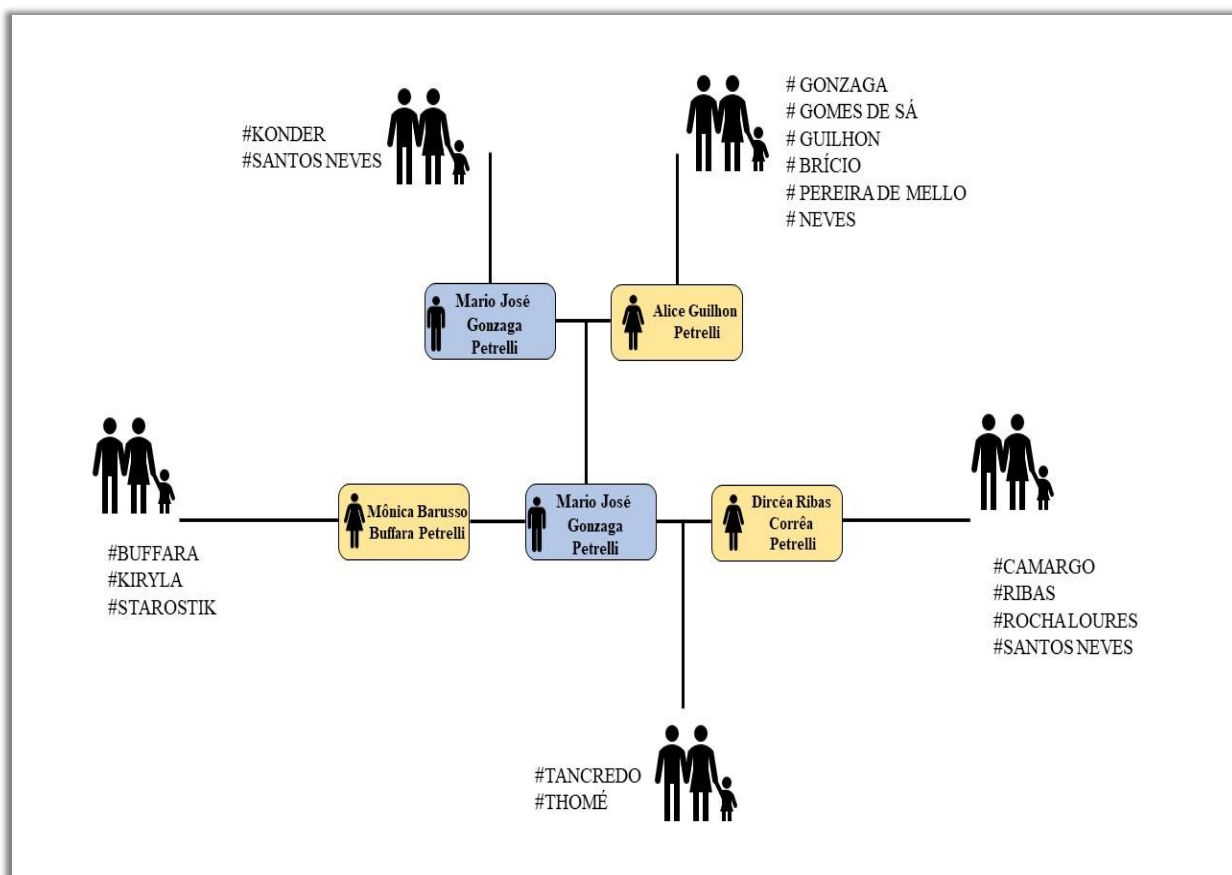 #KONDER
#SANTOS NEVES
# GONZAGA
# GOMES DE SÁ
# GUILHON
# BRÍCIO
# PEREIRA DE MELLO
# NEVES
Mario José
Gonzaga
Petrelli
Alice Guilhon
Petrelli
Mônica Barusso
Buffara Petrelli
Mario José
Gonzaga
Petrelli
Dircéa Ribas
Corrêa
Petrelli
#BUFFARA
#KIRYLA
#STAROSTIK
#CAMARGO
#RIBAS
#ROCHA LOURES
#SANTOS NEVES
#TANCREDO
#THOMÉ